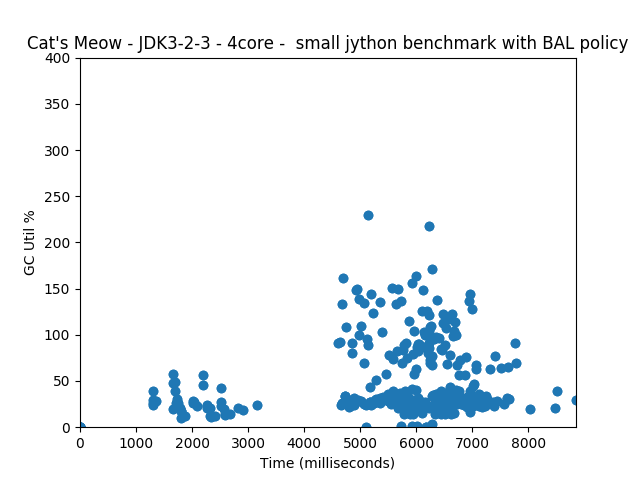 Cat's Meow - JDK3-2-3 - 4core -  small jython benchmark with BAL policy
400
350
300
250
200
150
100
50
0
GC Util %
0 1000 2000 3000 4000 5000 6000 7000 8000
Time (milliseconds)